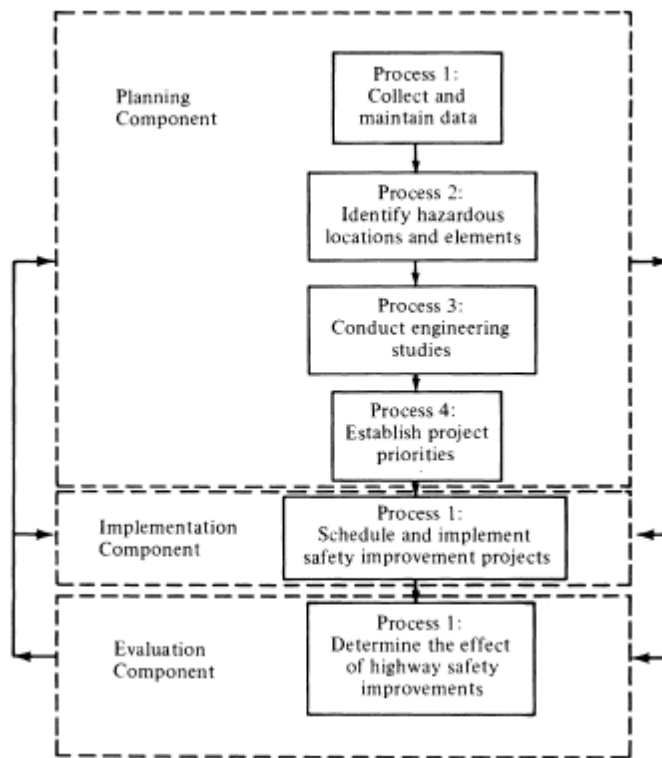 Planning
Component
Process 1:
Collect and
maintain data
Process 2:
Identify hazardous
locations and elements
Process 3:
Conduct engineering
studies
Process 4:
Establish project
priorities
Implementation
Component
Process 1:
Schedule and implement
safety improvement projects
Evaluation
Component
Process 1:
Determine the effect
of highway safety
improvements